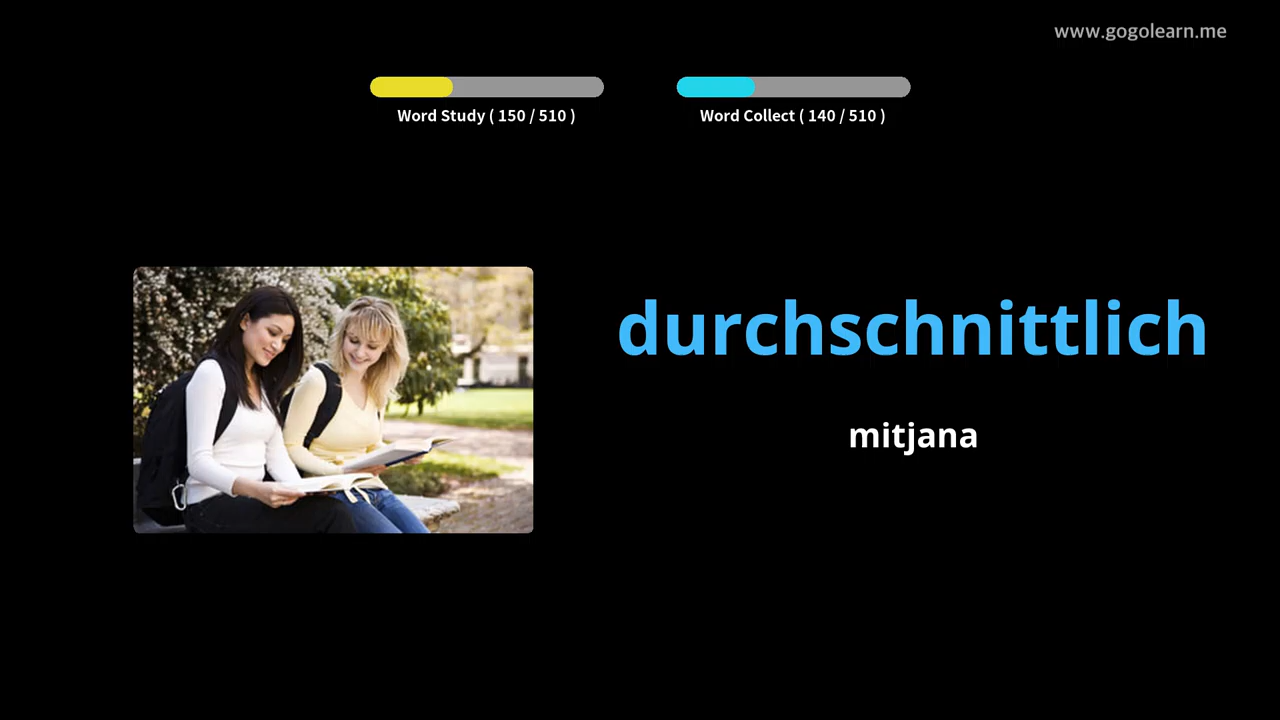 www.gogolearn.me
Word Study ( 150 / 510 )
Word Collect ( 140 / 510 )
durchschnittlich
mitjana